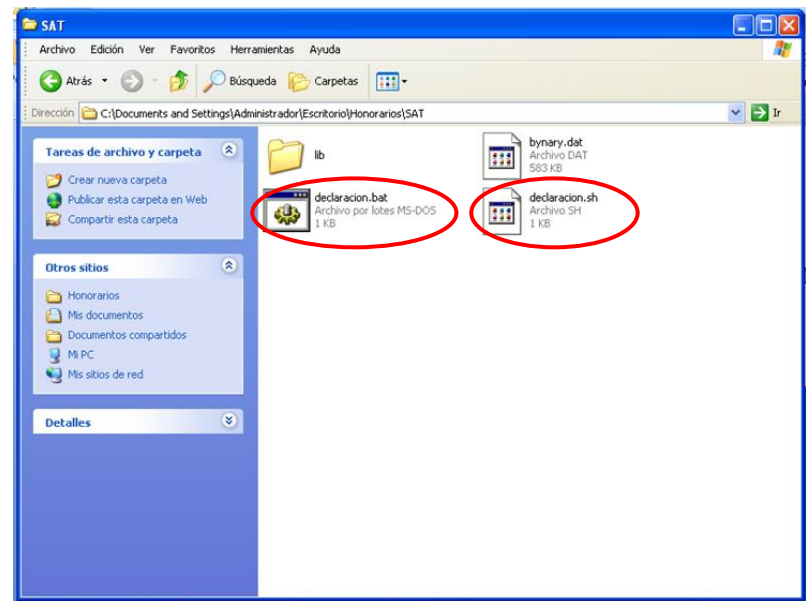 SAT
Archivo Edición Ver Favoritos Herramientas Ayuda
Atrás Búsqueda Carpetas
Dirección C:\Documents and Settings\Administrador\Escritorio\Honorarios\SAT Ir
Tareas de archivo y carpeta
Crear nueva carpeta
Publicar esta carpeta en Web
Compartir esta carpeta
Otros sitios
Honorarios
Mis documentos
Documentos compartidos
Mi PC
Mis sitios de red
Detalles
lib
bynary.dat
Archivo DAT
583 KB
declaracion.bat
Archivo por lotes MS-DOS
1 KB
declaracion.sh
Archivo SH
1 KB